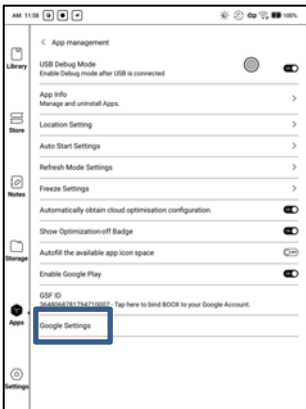 AM 11:58
100%
App management
USB Debug Mode
Enable Debug mode after USB is connected
App Info
Manage and uninstall Apps.
Location Setting
Auto Start Settings
Refresh Mode Settings
Freeze Settings
Automatically obtain cloud optimisation configuration
Show Optimization-off Badge
Autofill the available app icon space
Enable Google Play
GSF ID
3648068781794710007 - Tap here to bind BOOX to your Google Account.
Google Settings
Library
Store
Notes
Storage
Apps
Settings